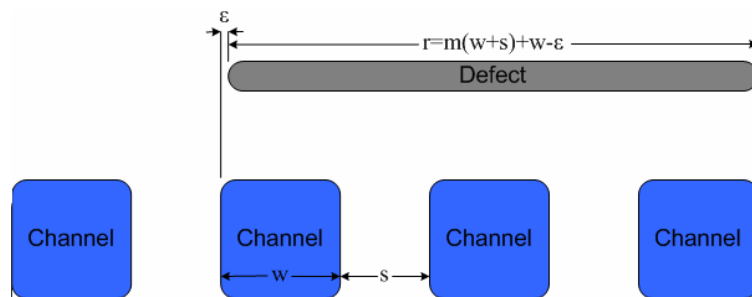 ε
r=m(w+s)+w-ε
Defect
Channel Channel Channel Channel
w s